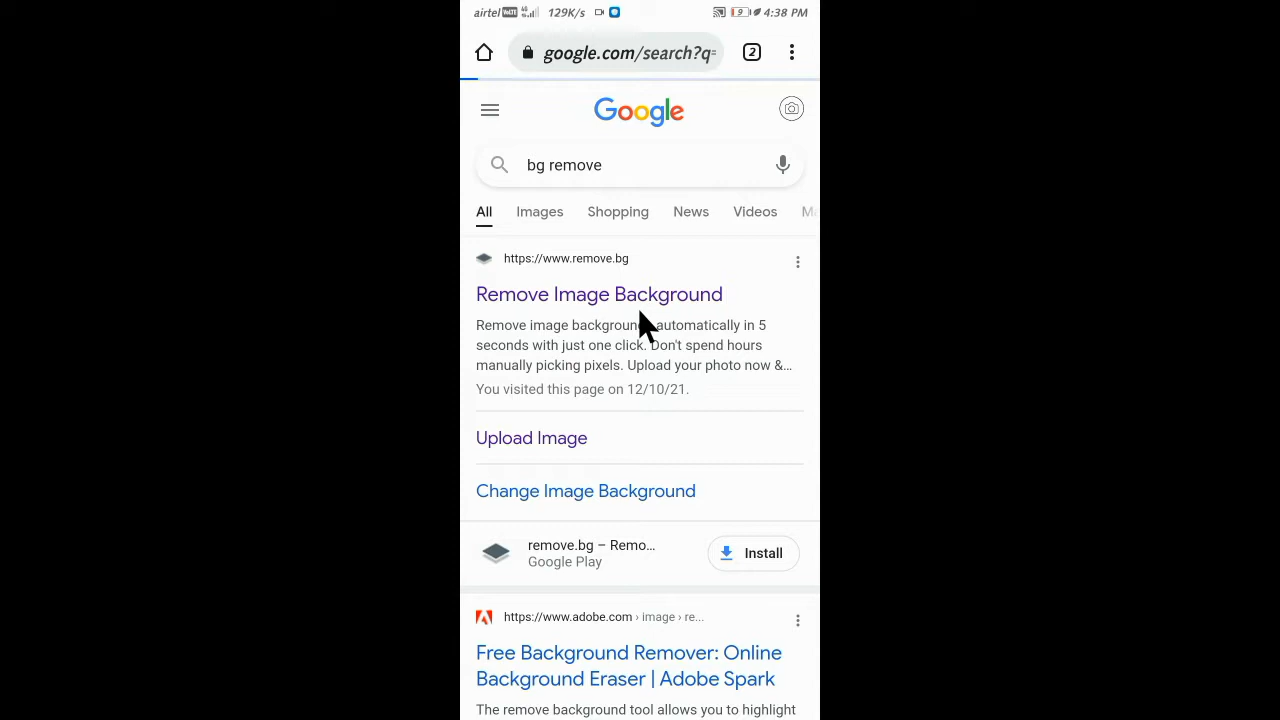 airtel VoLTE 4G 129K/s 9 4:38 PM
google.com/search?q= 2
Google
bg remove
All Images Shopping News Videos
https://www.remove.bg
Remove Image Background
Remove image background automatically in 5
seconds with just one click. Don't spend hours
manually picking pixels. Upload your photo now &...
You visited this page on 12/10/21.
Upload Image
Change Image Background
remove.bg – Remo...
Google Play
Install
https://www.adobe.com › image › re...
Free Background Remover: Online
Background Eraser | Adobe Spark
The remove background tool allows you to highlight